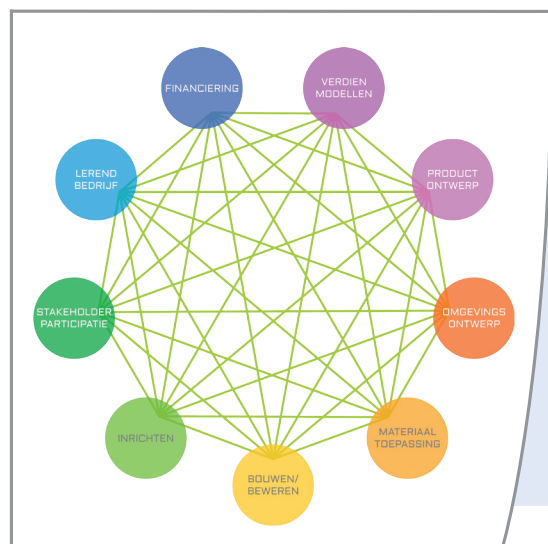 FINANCIERING
VERDIEN
MODELLEN
LEREND
BEDRIJF
PRODUCT
ONTWERP
STAKEHOLDER
PARTICIPATIE
OMGEVINGS
ONTWERP
INRICHTEN
MATERIAAL
TOEPASSING
BOUWEN/
BEWEREN